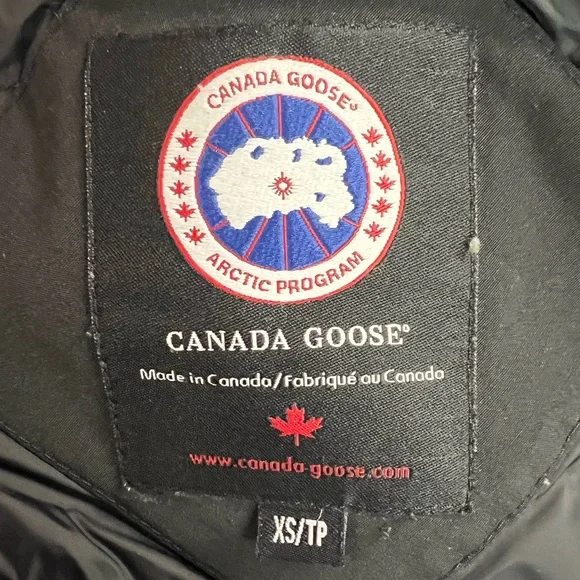 CANADA GOOSE®
ARCTIC PROGRAM
CANADA GOOSE®
Made in Canada/Fabriqué au Canada
www.canada-goose.com
XS/TP